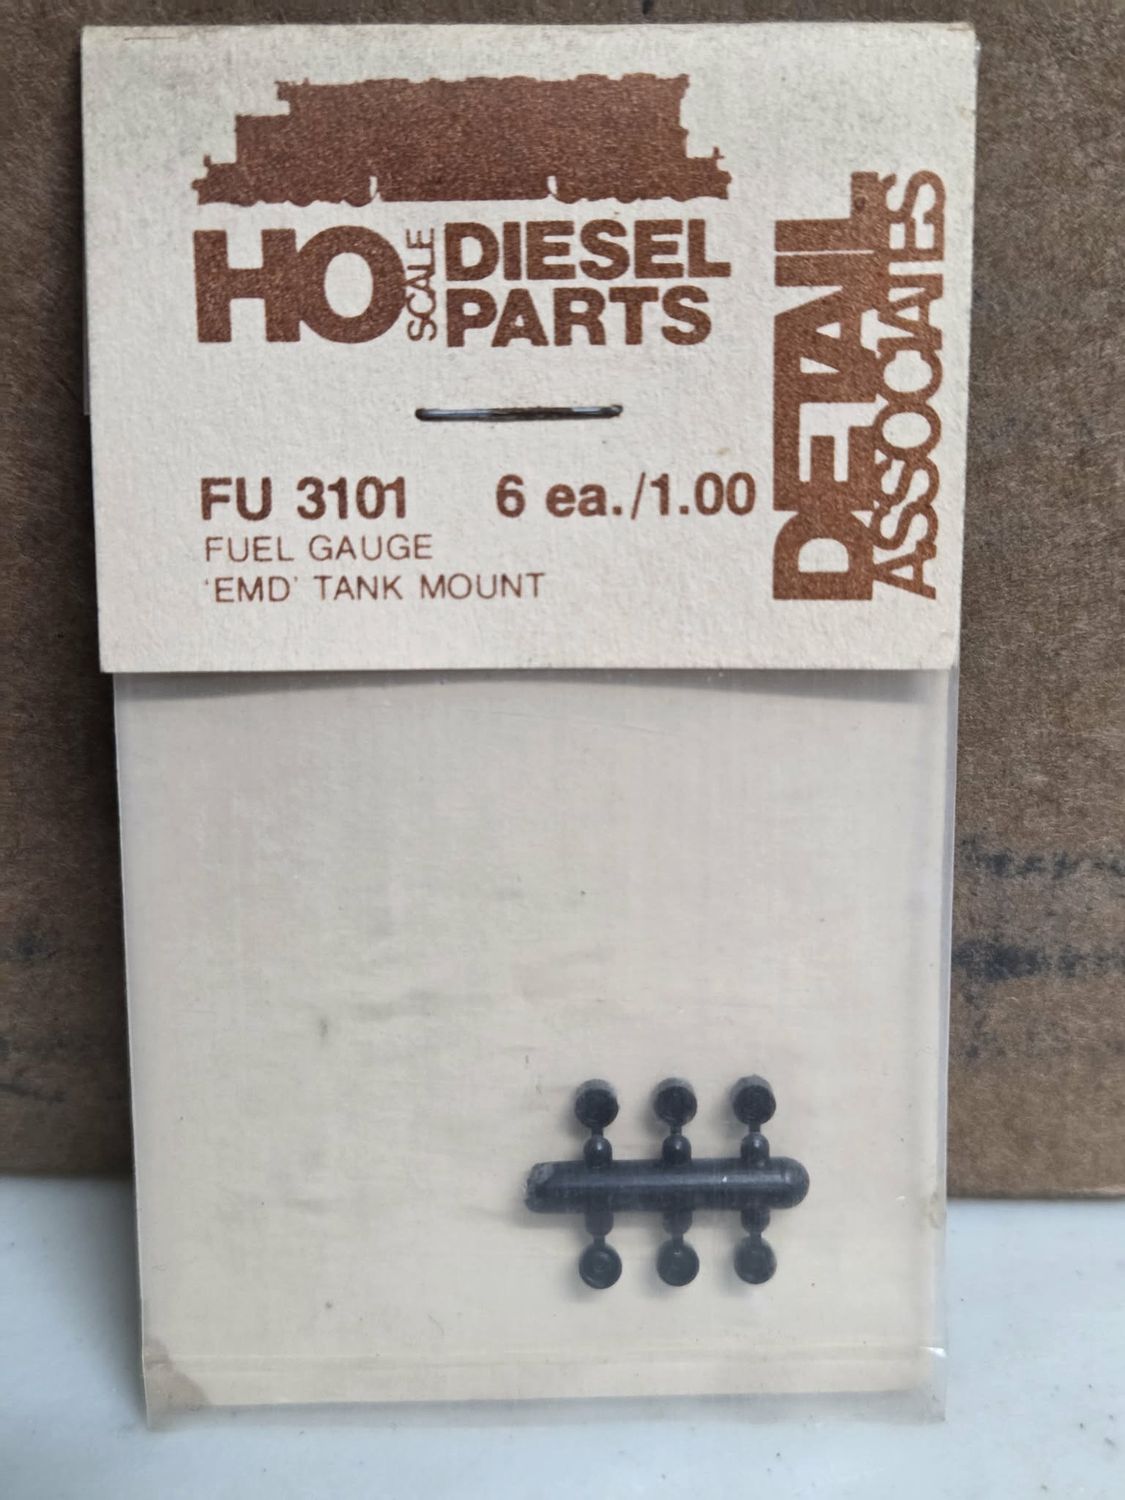 HO SCALE DIESEL
PARTS
DETAIL
ASSOCIATES
FU 3101 6 ea./1.00
FUEL GAUGE
'EMD' TANK MOUNT